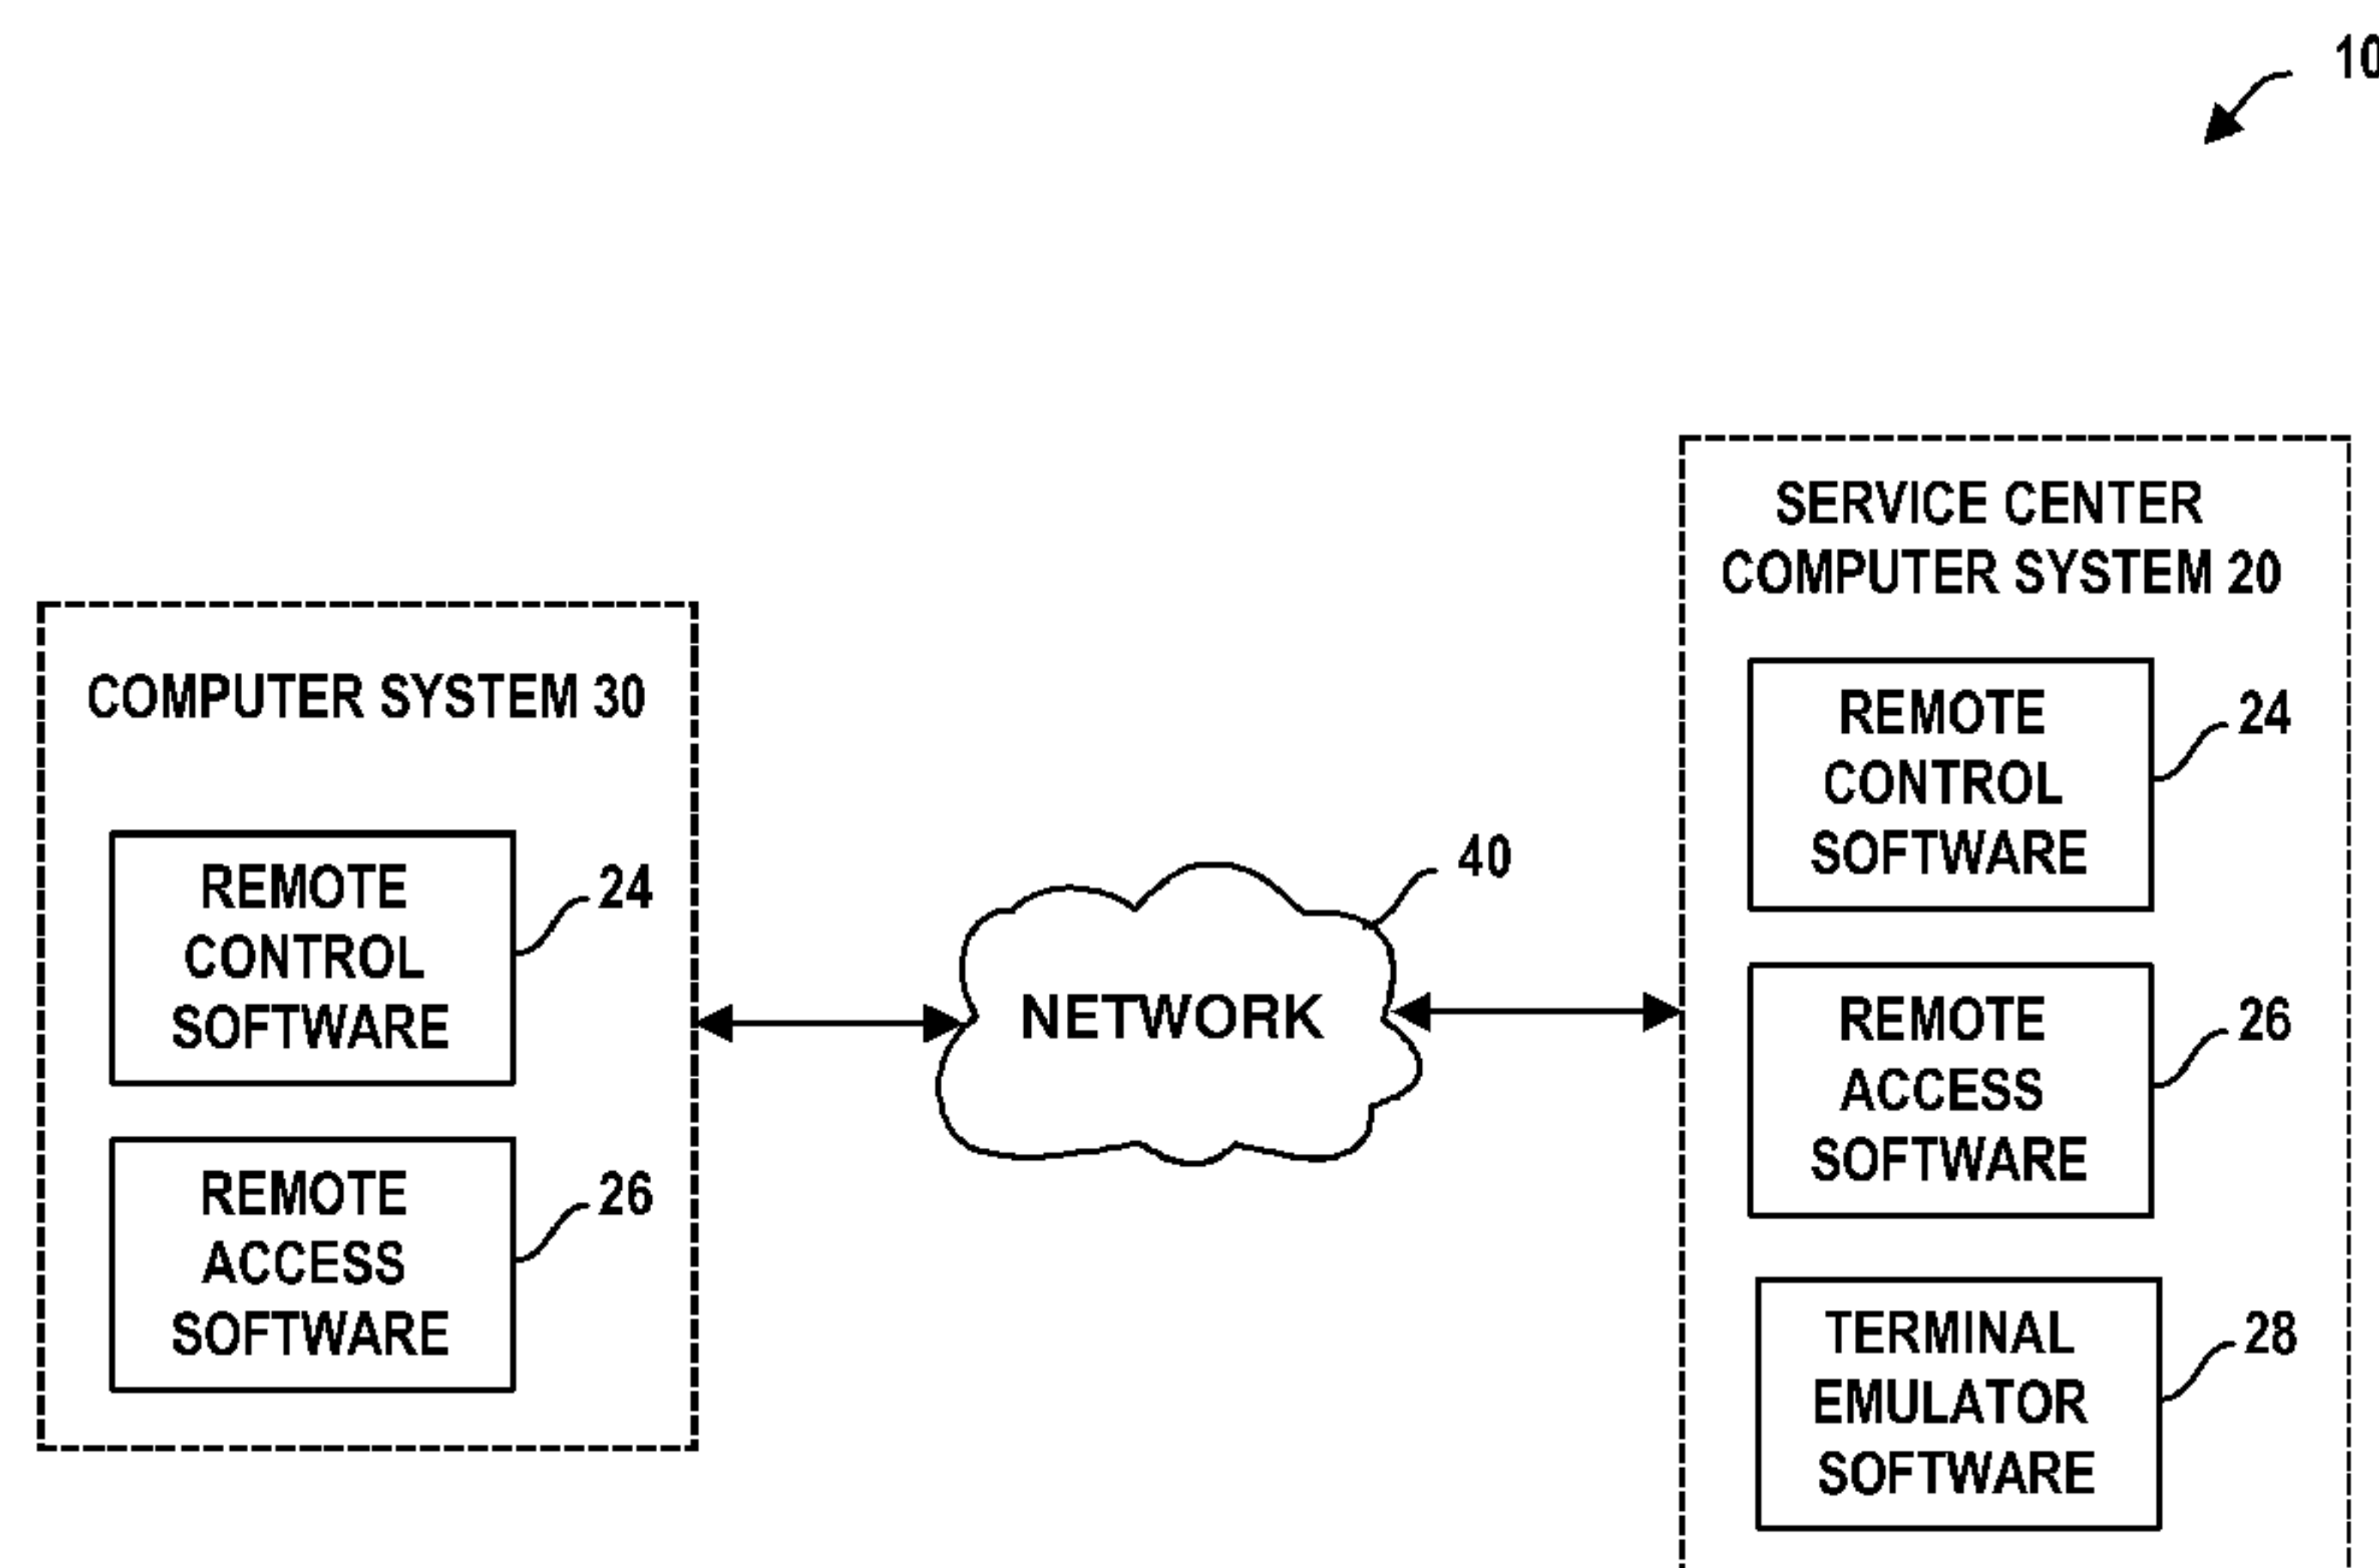 10
SERVICE CENTER
COMPUTER SYSTEM 20
REMOTE
CONTROL
SOFTWARE
24
REMOTE
ACCESS
SOFTWARE
26
TERMINAL
EMULATOR
SOFTWARE
28
COMPUTER SYSTEM 30
REMOTE
CONTROL
SOFTWARE
24
REMOTE
ACCESS
SOFTWARE
26
NETWORK
40